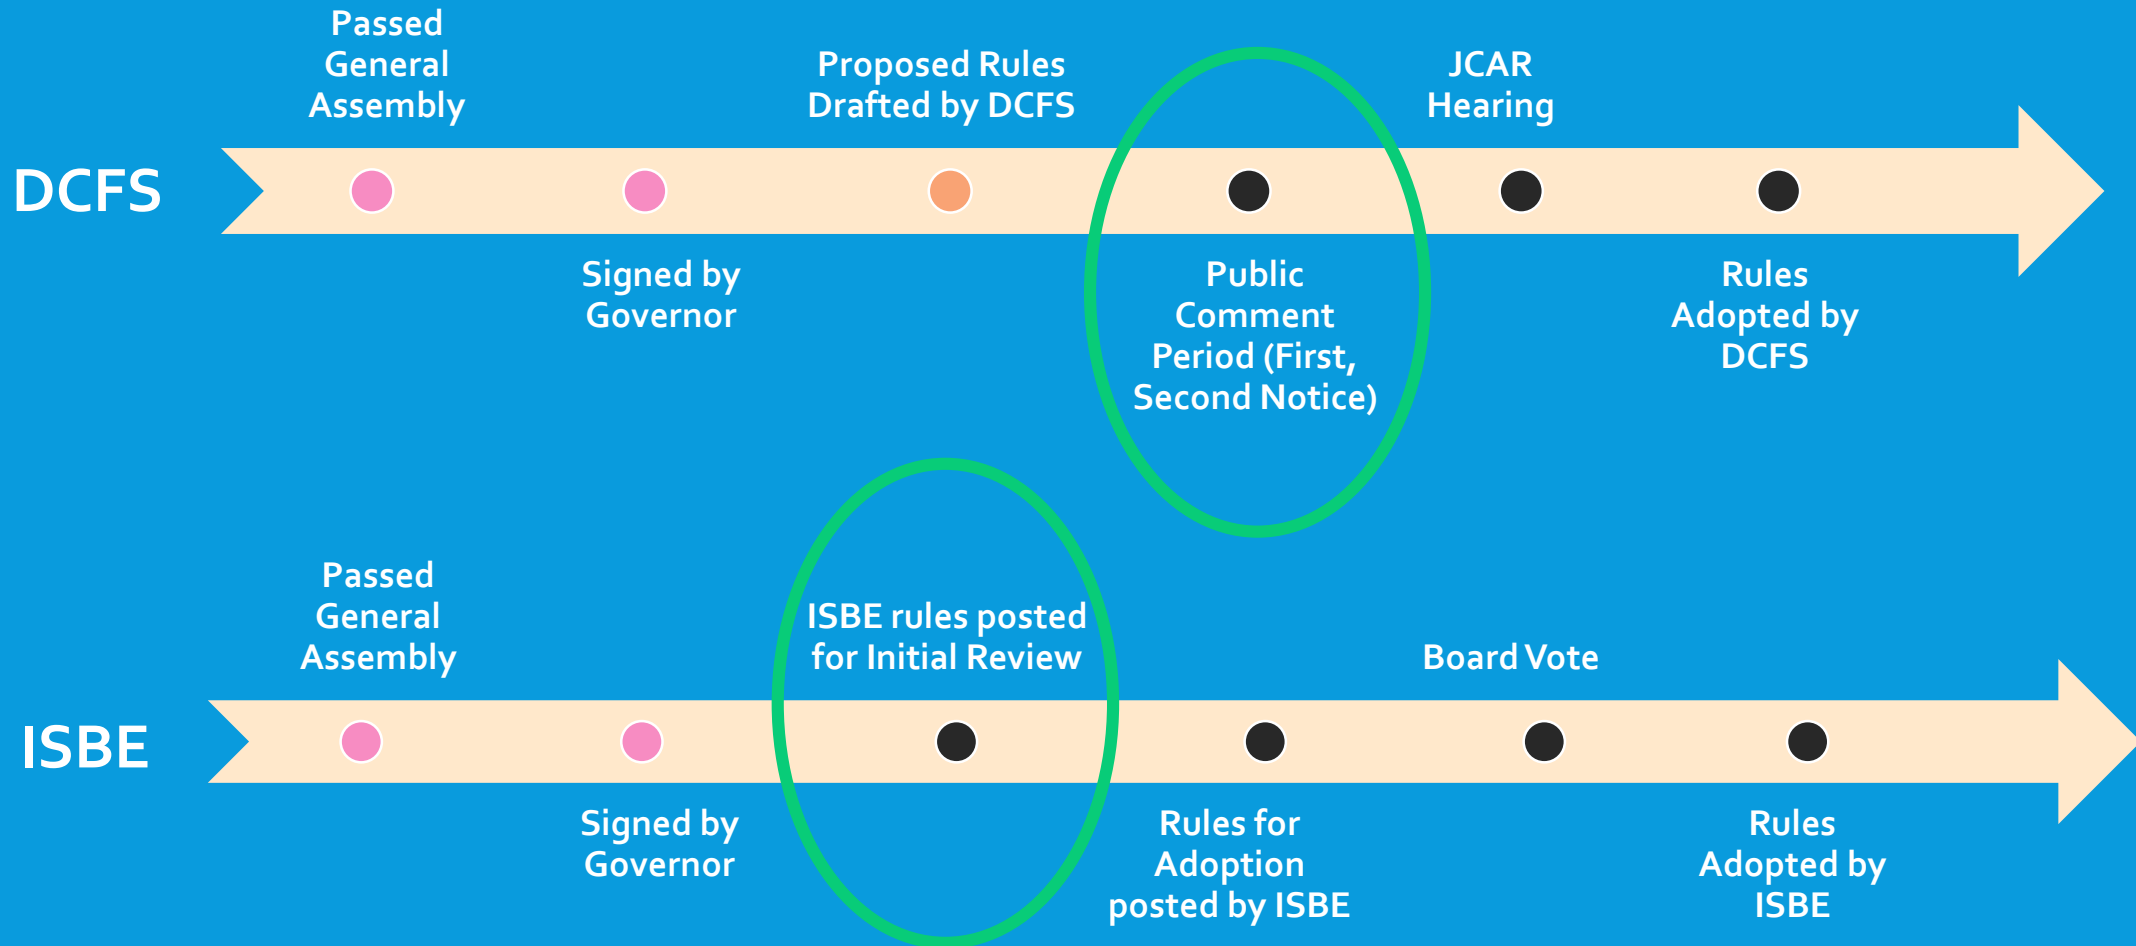 DCFS
Passed
General
Assembly
Signed by
Governor
Proposed Rules
Drafted by DCFS
Public
Comment
Period (First,
Second Notice)
JCAR
Hearing
Rules
Adopted by
DCFS
ISBE
Passed
General
Assembly
Signed by
Governor
ISBE rules posted
for Initial Review
Rules for
Adoption
posted by ISBE
Board Vote
Rules
Adopted by
ISBE